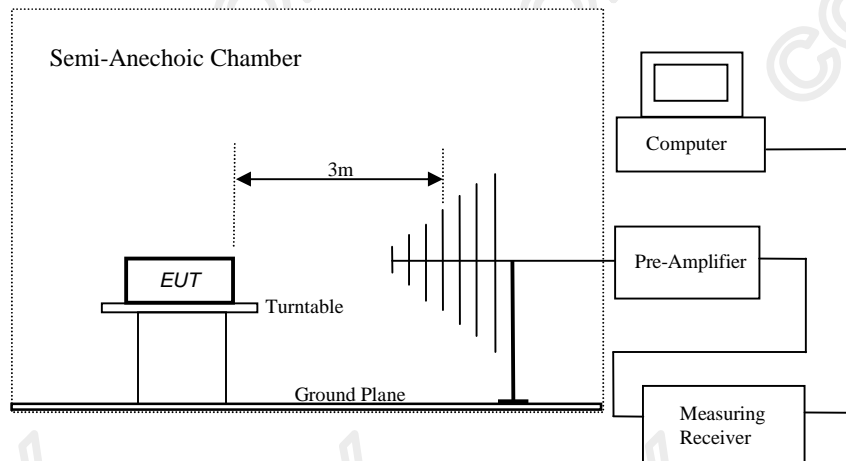 Semi-Anechoic Chamber
Computer
3m
Pre-Amplifier
EUT
Turntable
Ground Plane
Measuring
Receiver